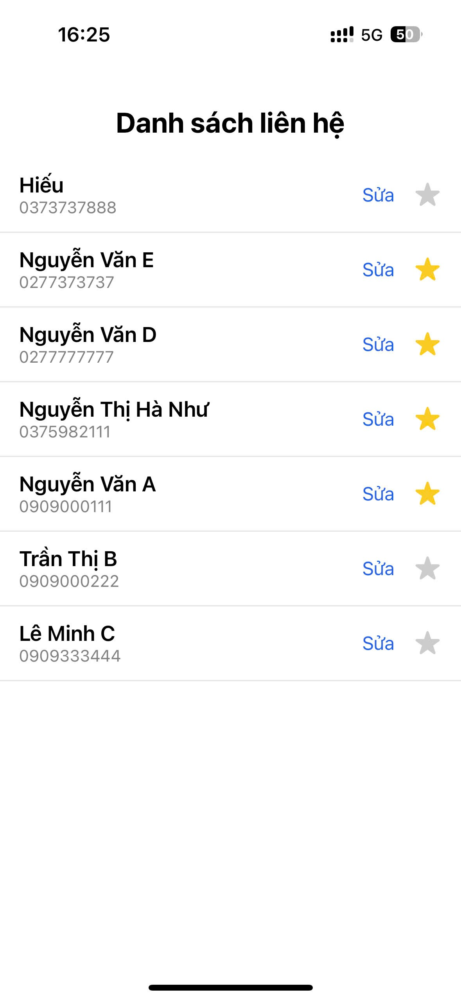 16:25 5G 50
Danh sách liên hệ
Hiếu
0373737888
Sửa
Nguyễn Văn E
0277373737
Sửa
Nguyễn Văn D
0277777777
Sửa
Nguyễn Thị Hà Như
0375982111
Sửa
Nguyễn Văn A
0909000111
Sửa
Trần Thị B
0909000222
Sửa
Lê Minh C
0909333444
Sửa